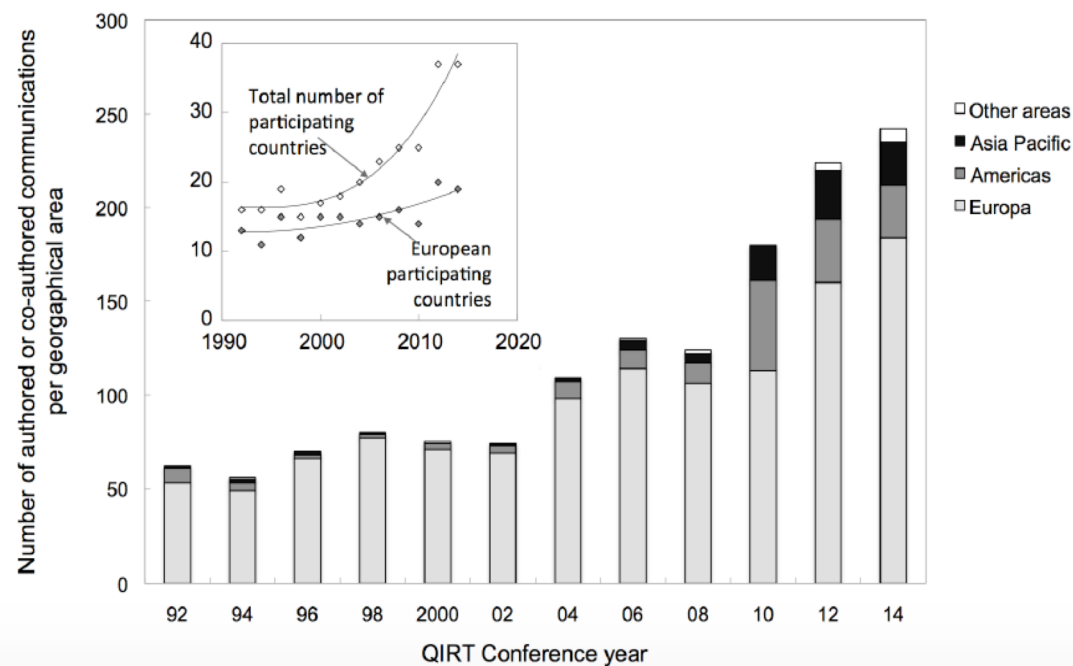 Number of authored or co-authored communications
per georgaphical area
300
250
200
150
100
50
0
40
30
20
10
0
1990
2000
2010
2020
Total number of
participating
countries
European
participating
countries
Other areas
Asia Pacific
Americas
Europa
92
94
96
98
2000
02
04
06
08
10
12
14
QIRT Conference year